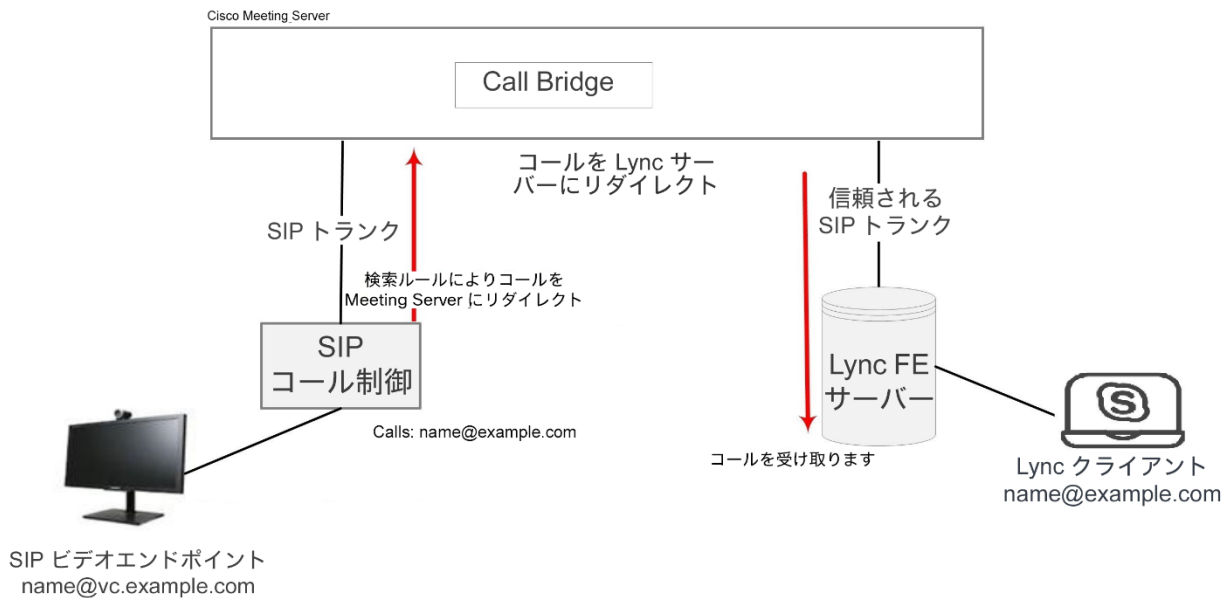 Cisco Meeting Server
Call Bridge
コールを Lync サー
バーにリダイレクト
信頼される
SIP トランク
SIP トランク
検索ルールによりコールを
Meeting Server にリダイレクト
SIP
コール制御
Lync FE
サーバー
Calls: name@example.com
コールを受け取ります
Lync クライアント
name@example.com
SIP ビデオエンドポイント
name@vc.example.com